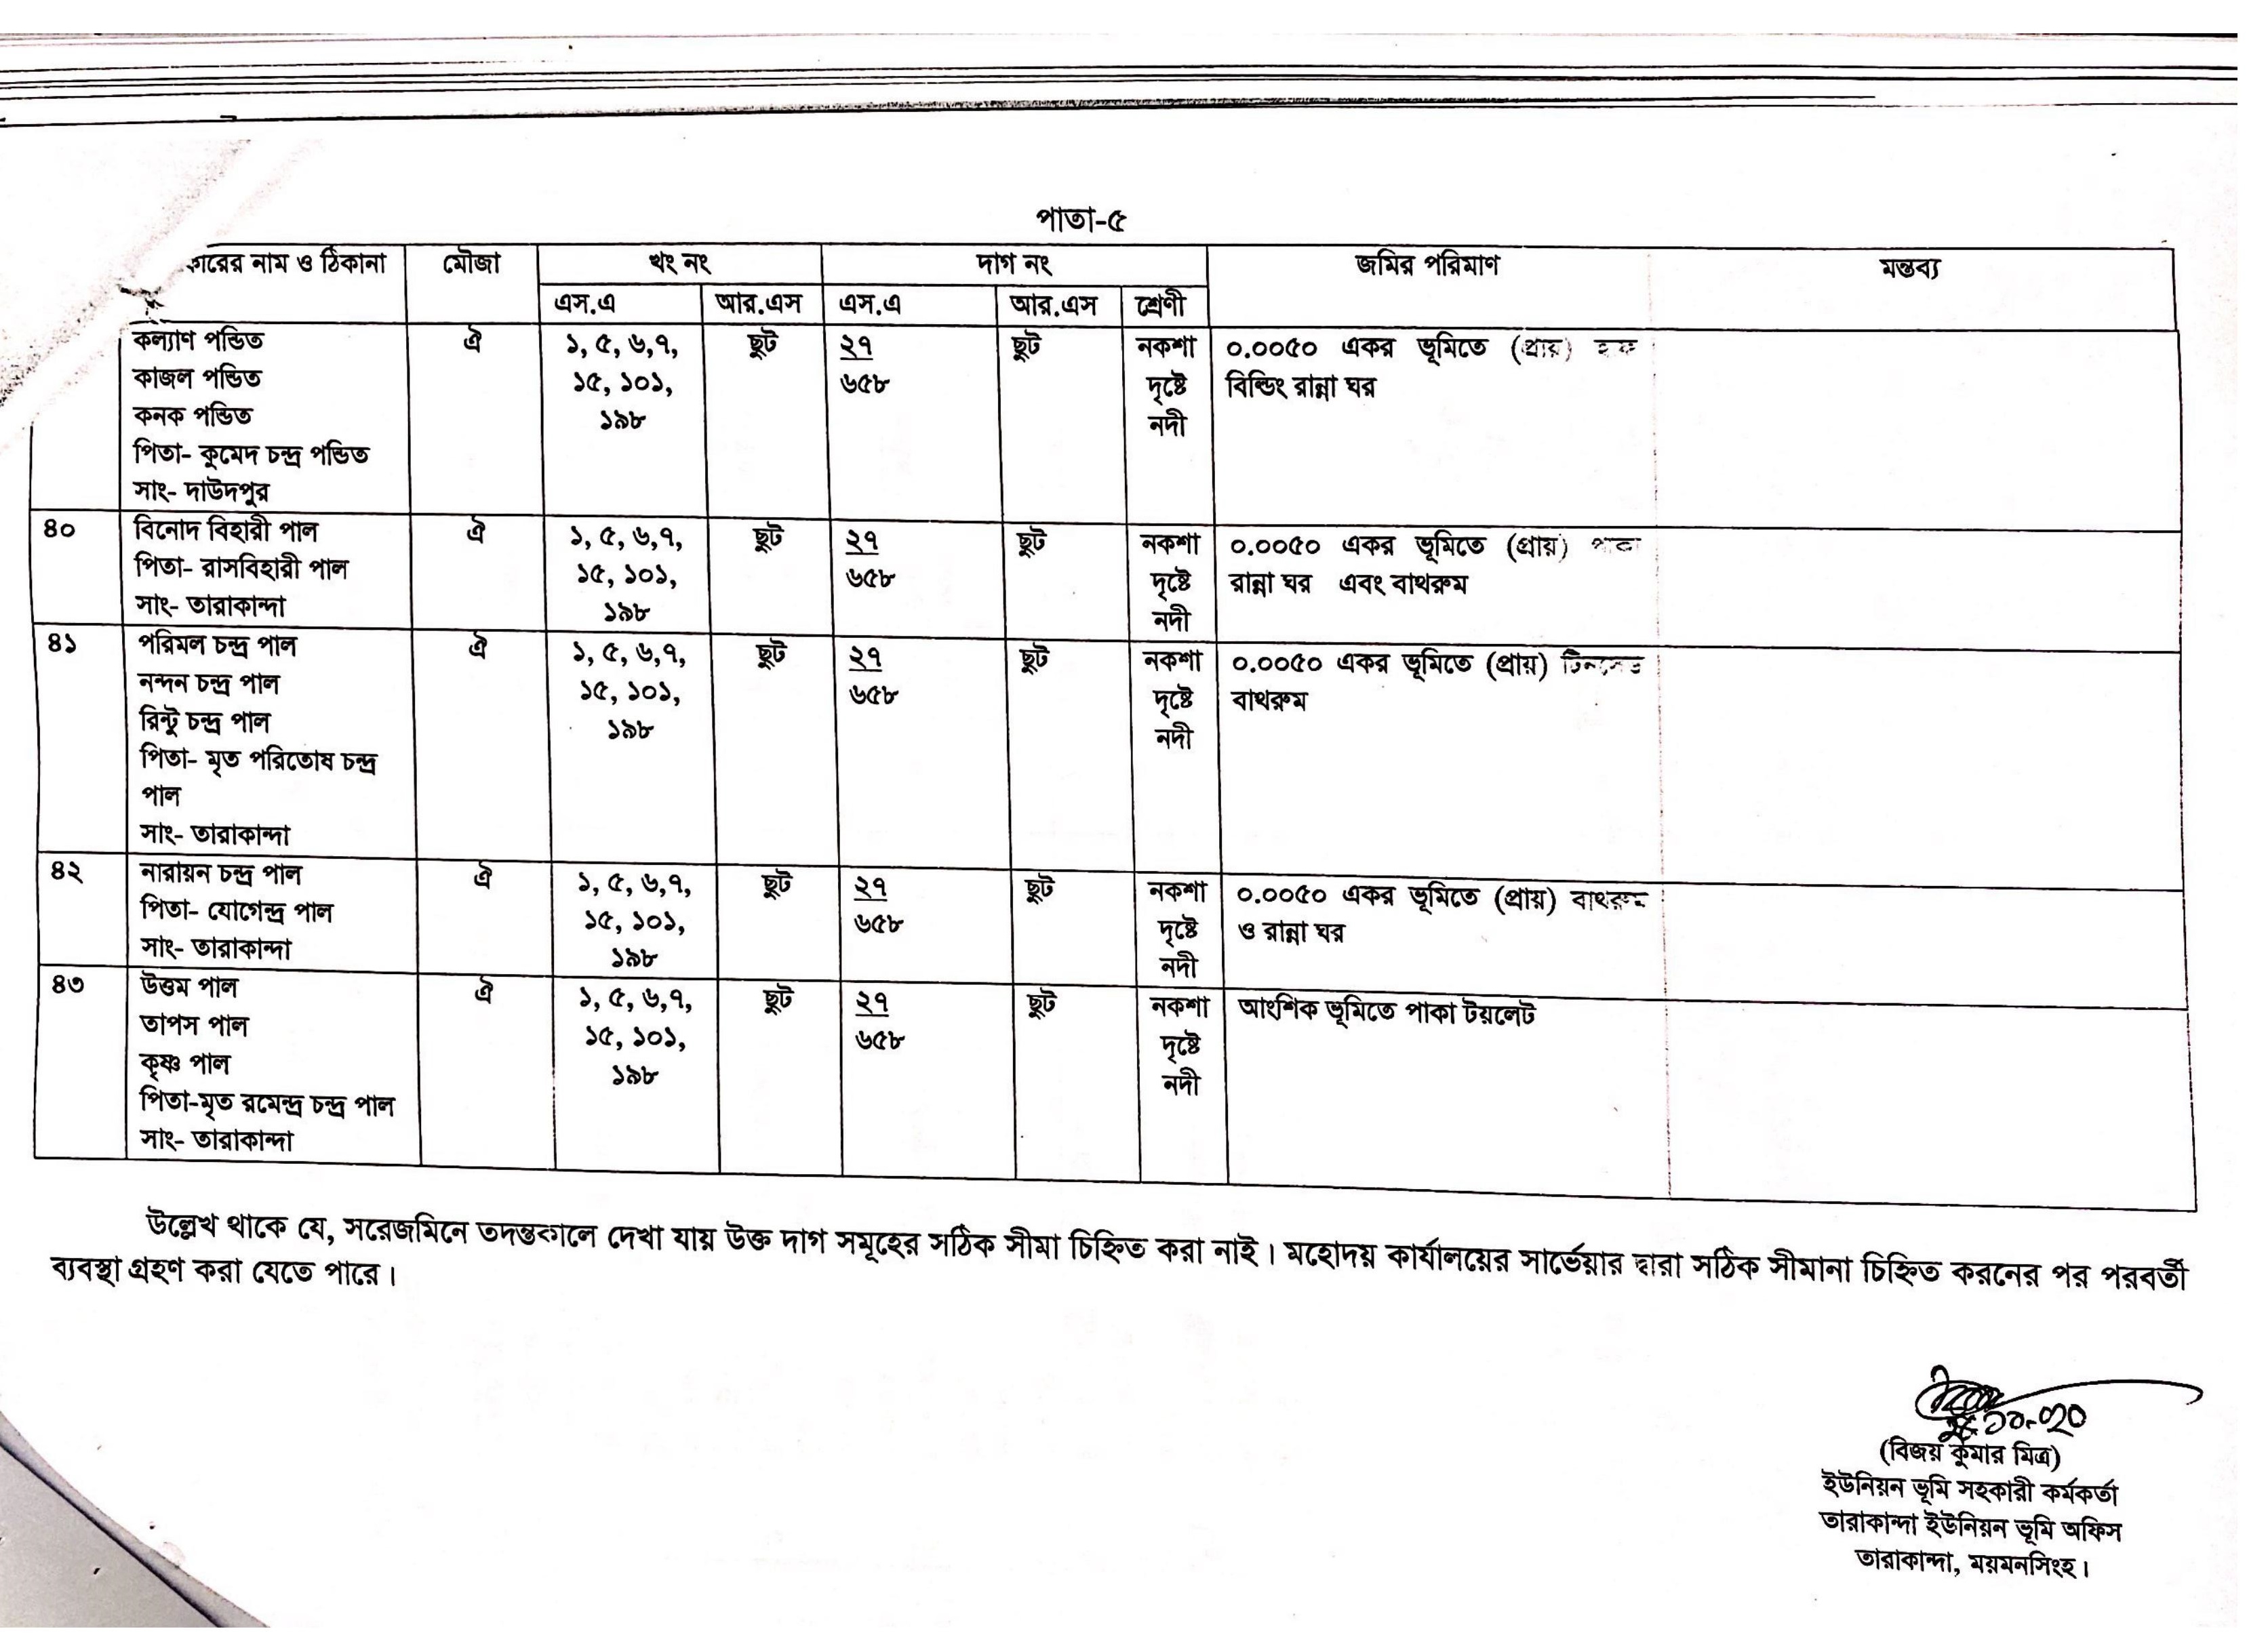 পাতা-৫
কারের নাম ও ঠিকানা মৌজা খং নং দাগ নং জমির পরিমাণ মন্তব্য
এস.এ আর.এস এস.এ আর.এস শ্রেণী
কল্যাণ পন্ডিত ঐ ১, ৫, ৬,৭, ছুট ২৭ ছুট নকশা ০.০০৫০ একর ভূমিতে (প্রায়)
কাজল পন্ডিত ১৫, ১০১, ৬৫৮ দৃষ্টে বিল্ডিং রান্না ঘর
কনক পন্ডিত ১৯৮ নদী
পিতা- কুমেদ চন্দ্র পন্ডিত
সাং- দাউদপুর
৪০ বিনোদ বিহারী পাল ঐ ১, ৫, ৬,৭, ছুট ২৭ ছুট নকশা ০.০০৫০ একর ভূমিতে (প্রায়) পাকা
পিতা- রাসবিহারী পাল ১৫, ১০১, ৬৫৮ দৃষ্টে রান্না ঘর এবং বাথরুম
সাং- তারাকান্দা ১৯৮ নদী
৪১ পরিমল চন্দ্র পাল ঐ ১, ৫, ৬,৭, ছুট ২৭ ছুট নকশা ০.০০৫০ একর ভূমিতে (প্রায়) টিনসেড
নন্দন চন্দ্র পাল ১৫, ১০১, ৬৫৮ দৃষ্টে বাথরুম
রিন্টু চন্দ্র পাল ১৯৮ নদী
পিতা- মৃত পরিতোষ চন্দ্র
পাল
সাং- তারাকান্দা
৪২ নারায়ন চন্দ্র পাল ঐ ১, ৫, ৬,৭, ছুট ২৭ ছুট নকশা ০.০০৫০ একর ভূমিতে (প্রায়) বাথরুম
পিতা- যোগেন্দ্র পাল ১৫, ১০১, ৬৫৮ দৃষ্টে ও রান্না ঘর
সাং- তারাকান্দা ১৯৮ নদী
৪৩ উত্তম পাল ঐ ১, ৫, ৬,৭, ছুট ২৭ ছুট নকশা আংশিক ভূমিতে পাকা টয়লেট
তাপস পাল ১৫, ১০১, ৬৫৮ দৃষ্টে
কৃষ্ণ পাল ১৯৮ নদী
পিতা-মৃত রমেন্দ্র চন্দ্র পাল
সাং- তারাকান্দা
উল্লেখ থাকে যে, সরেজমিনে তদন্তকালে দেখা যায় উক্ত দাগ সমূহের সঠিক সীমা চিহ্নিত করা নাই। মহোদয় কার্যালয়ের সার্ভেয়ার দ্বারা সঠিক সীমানা চিহ্নিত করনের পর পরবর্তী
ব্যবস্থা গ্রহণ করা যেতে পারে।
(বিজয় কুমার মিত্র)
ইউনিয়ন ভূমি সহকারী কর্মকর্তা
তারাকান্দা ইউনিয়ন ভূমি অফিস
তারাকান্দা, ময়মনসিংহ।